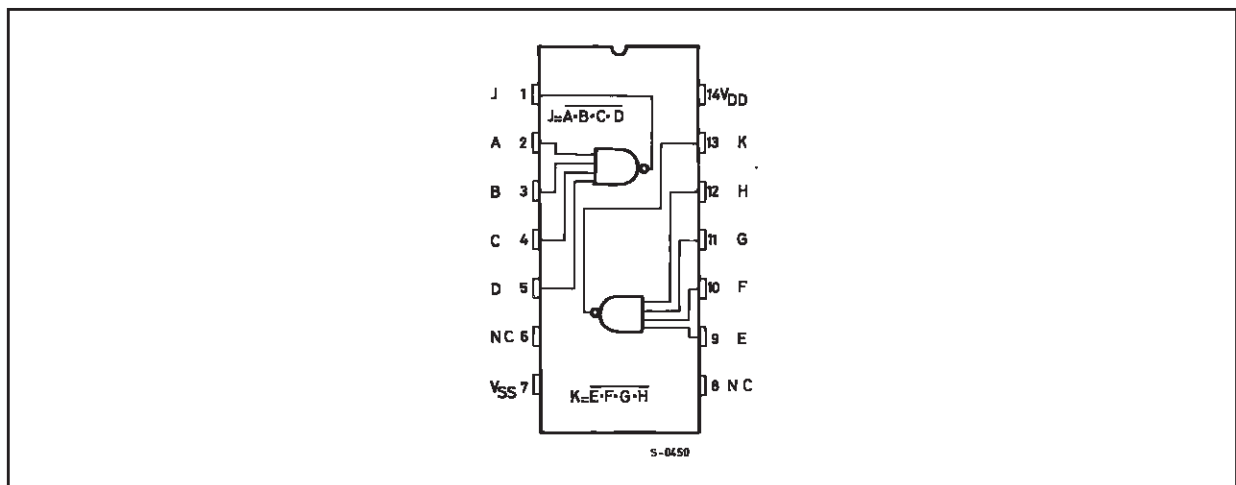 J 1
14 VDD
J=A·B·C·D
A 2
13 K
B 3
12 H
C 4
11 G
D 5
10 F
NC 6
9 E
VSS 7
8 NC
K=E·F·G·H
S-0450